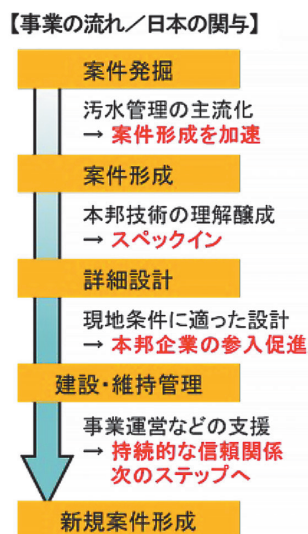 【事業の流れ／日本の関与】
案件発掘
汚水管理の主流化
→ 案件形成を加速
案件形成
本邦技術の理解醸成
→ スペックイン
詳細設計
現地条件に適った設計
→ 本邦企業の参入促進
建設・維持管理
事業運営などの支援
→ 持続的な信頼関係
次のステップへ
新規案件形成